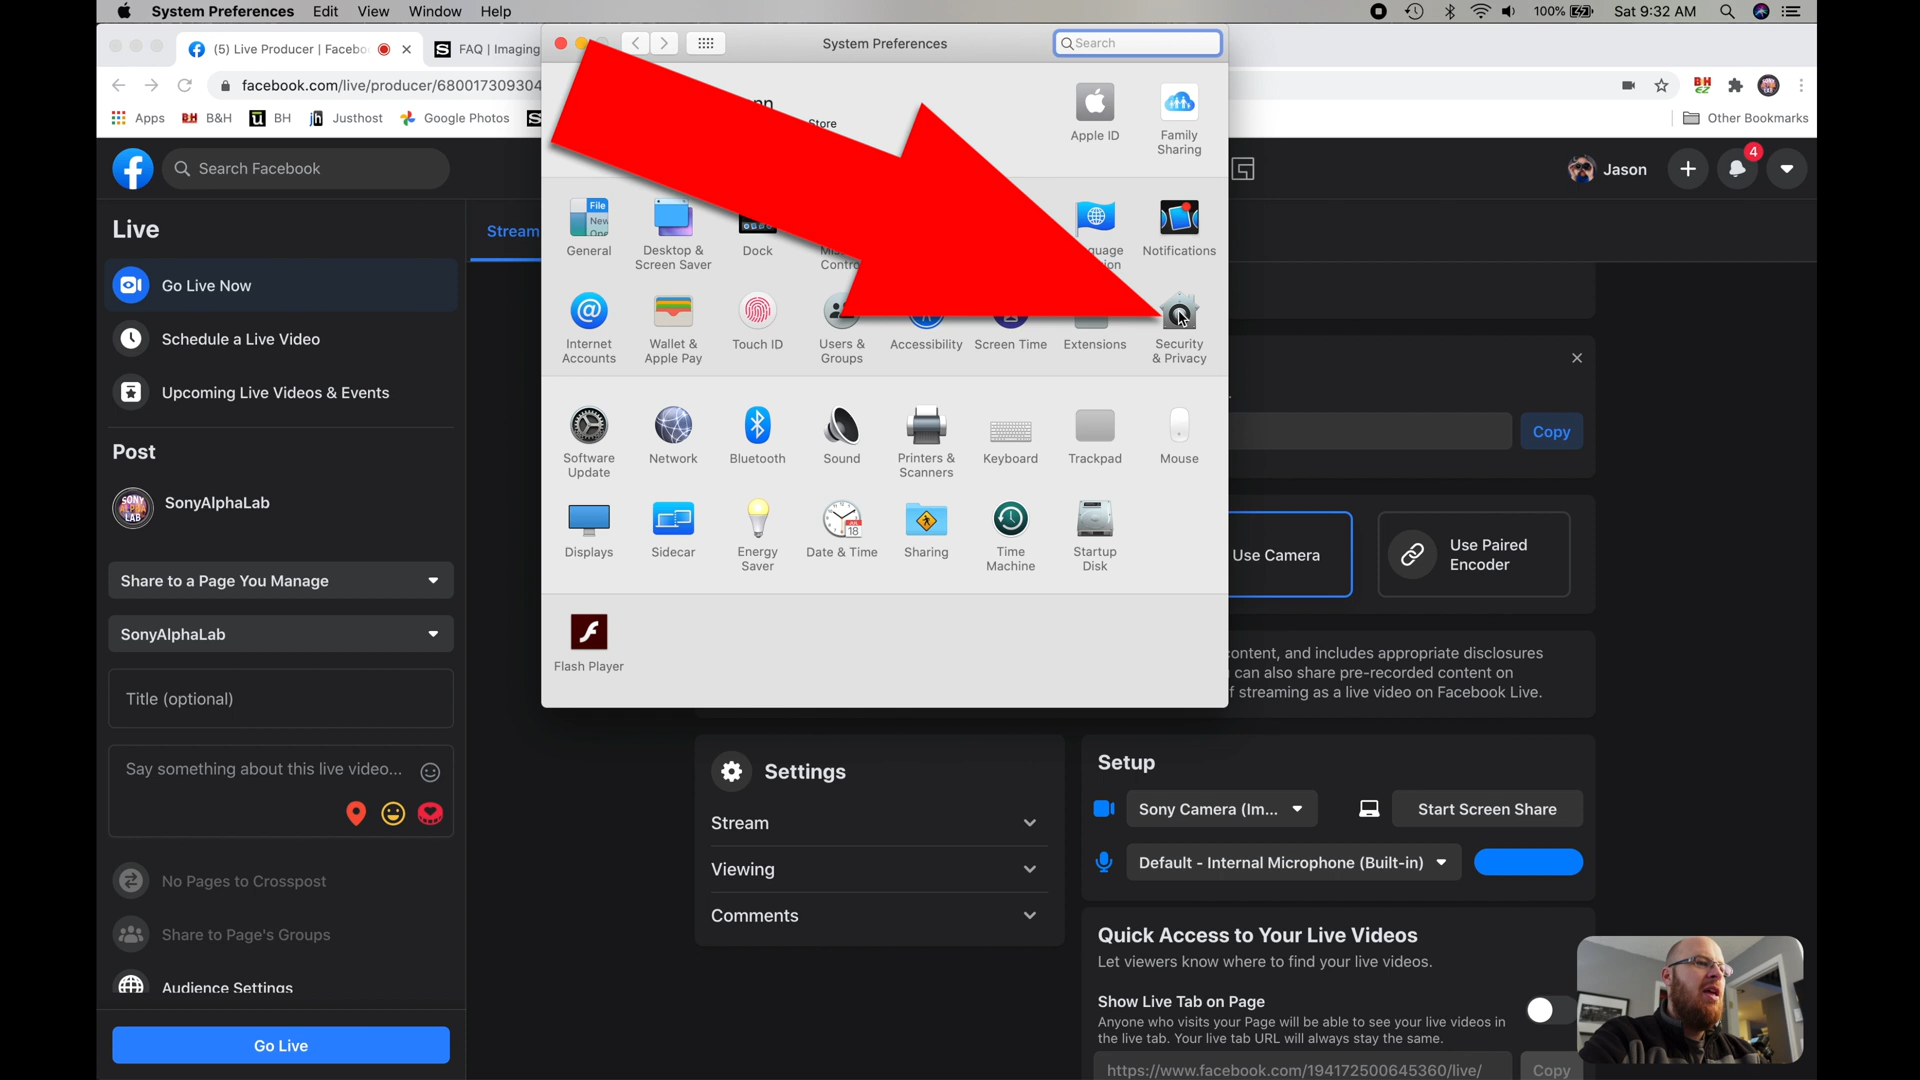 System Preferences Edit View Window Help
100% Sat 9:32 AM
(5) Live Producer | Facebo
FAQ | Imaging
System Preferences
Search
facebook.com/live/producer/680017309304
Apps B&H BH Justhost Google Photos
Other Bookmarks
Store
Apple ID
Family
Sharing
Search Facebook
4
Jason
Live
Stream
General
Desktop &
Screen Saver
Dock
Notifications
Go Live Now
Schedule a Live Video
Upcoming Live Videos & Events
Internet
Accounts
Wallet &
Apple Pay
Touch ID
Users &
Groups
Accessibility
Screen Time
Extensions
Security
& Privacy
Copy
Software
Update
Network
Bluetooth
Sound
Printers &
Scanners
Keyboard
Trackpad
Mouse
Post
SonyAlphaLab
Displays
Sidecar
Energy
Saver
Date & Time
Sharing
Time
Machine
Startup
Disk
Use Camera
Use Paired
Encoder
Share to a Page You Manage
SonyAlphaLab
Flash Player
ontent, and includes appropriate disclosures
can also share pre-recorded content on
f streaming as a live video on Facebook Live.
Title (optional)
Say something about this live video...
Settings
Stream
Viewing
Comments
Setup
Sony Camera (Im...
Start Screen Share
Default - Internal Microphone (Built-in)
No Pages to Crosspost
Share to Page's Groups
Audience Settings
Go Live
Quick Access to Your Live Videos
Let viewers know where to find your live videos.
Show Live Tab on Page
Anyone who visits your Page will be able to see your live videos in
the live tab. Your live tab URL will always stay the same.
https://www.facebook.com/194172500645360/live/
Copy